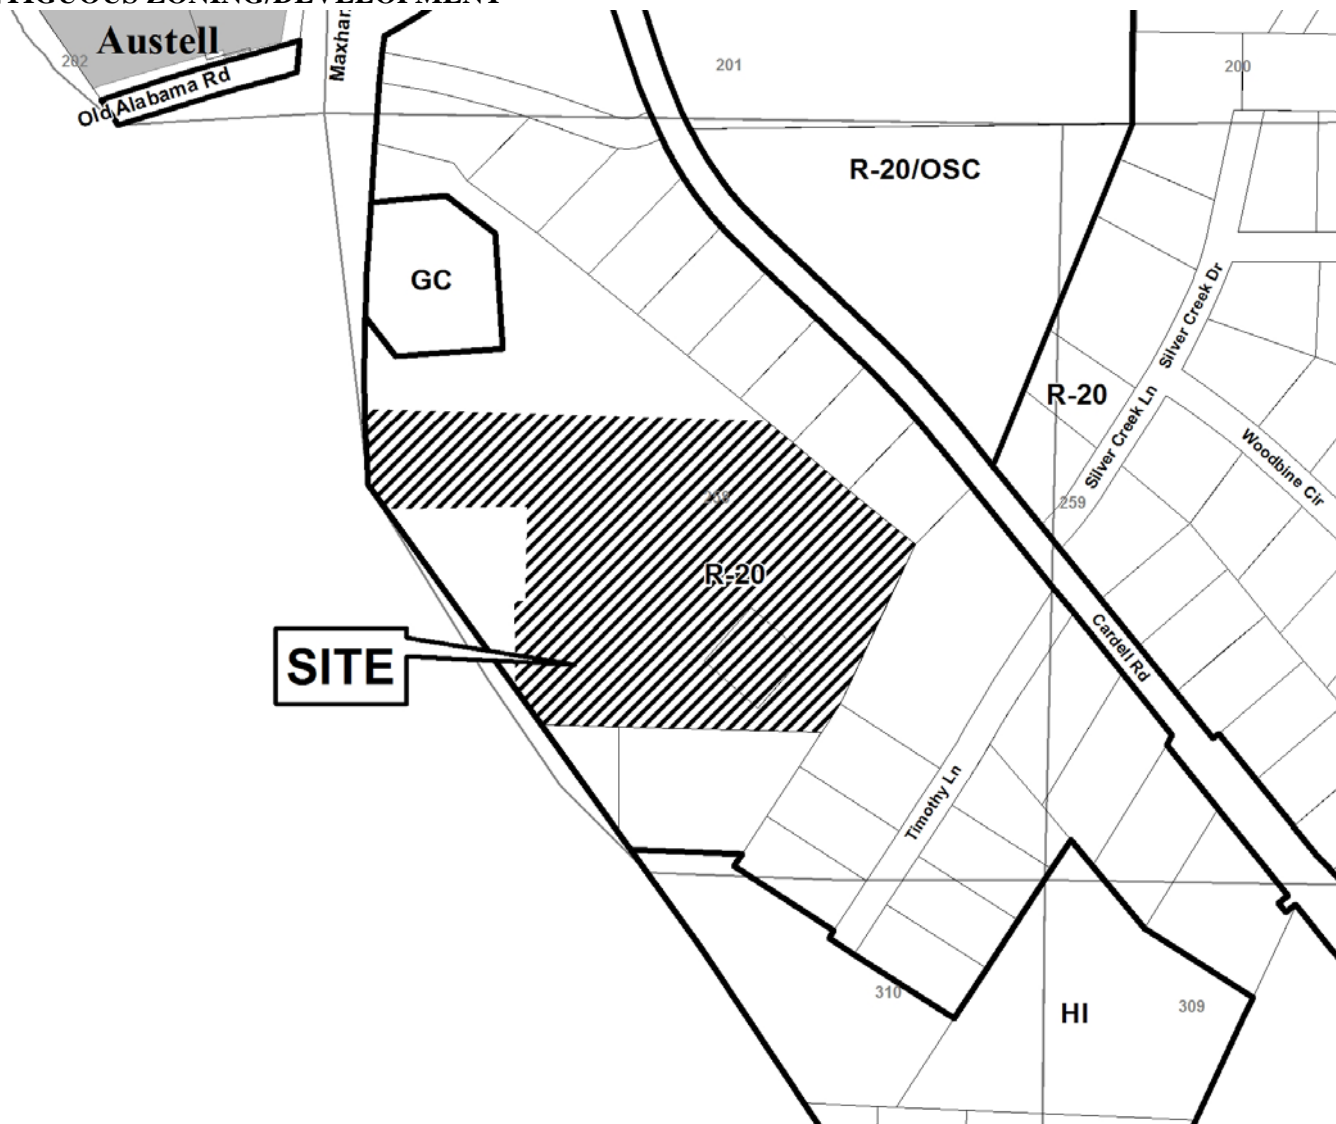 Austell
202
Old Alabama Rd
Maxhar
201
200
R-20/OSC
GC
Silver Creek Dr
R-20
Silver Creek Ln
Woodbine Cir
259
R-20
SITE
Cardell Rd
Timothy Ln
310
HI
309